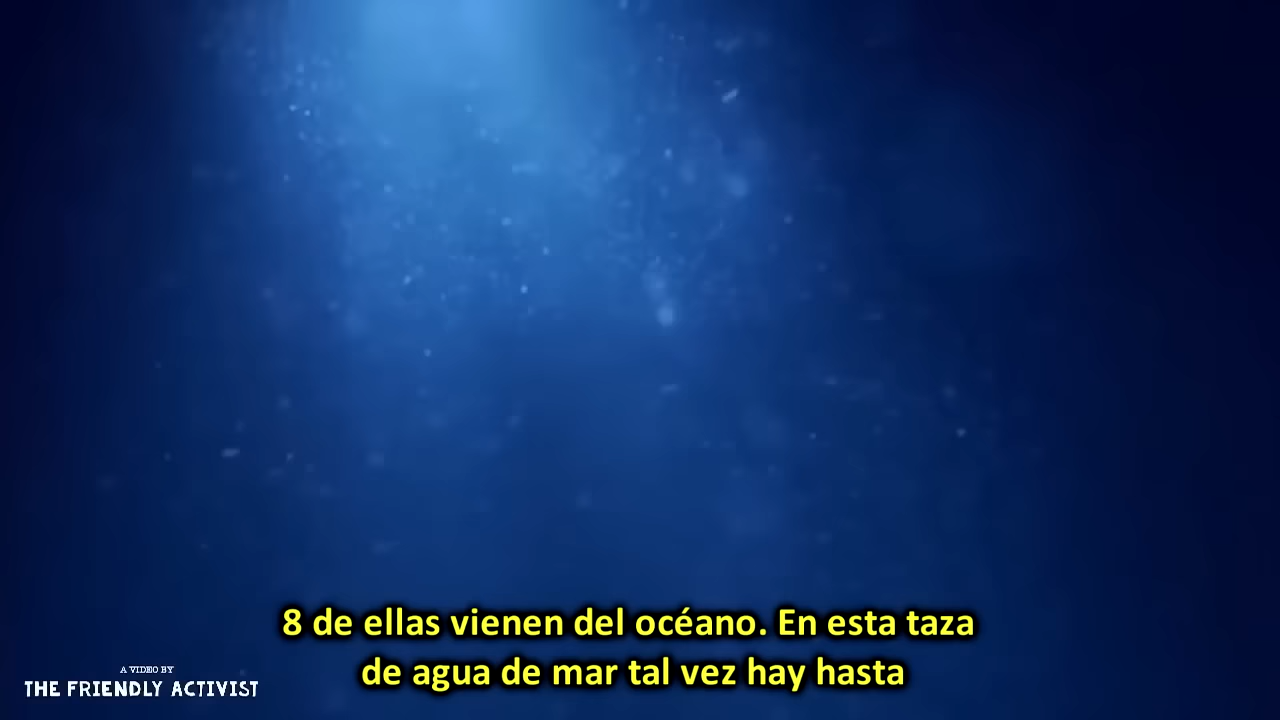 8 de ellas vienen del océano. En esta taza
de agua de mar tal vez hay hasta
A VIDEO BY
THE FRIENDLY ACTIVIST